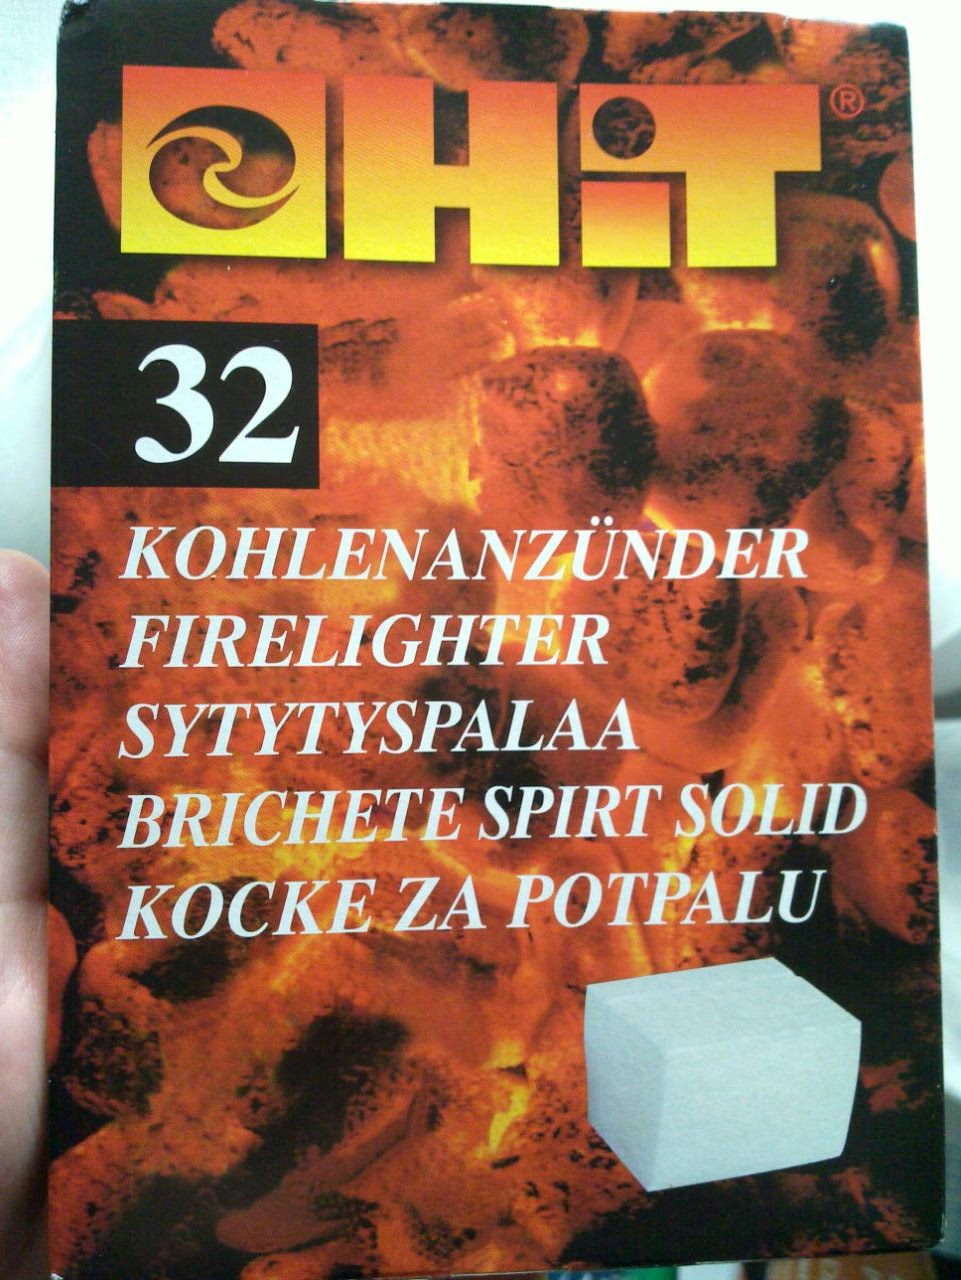 HiT®
32
KOHLENANZÜNDER
FIRELIGHTER
SYTYTYSPALAA
BRICHETE SPIRT SOLID
KOCKE ZA POTPALU